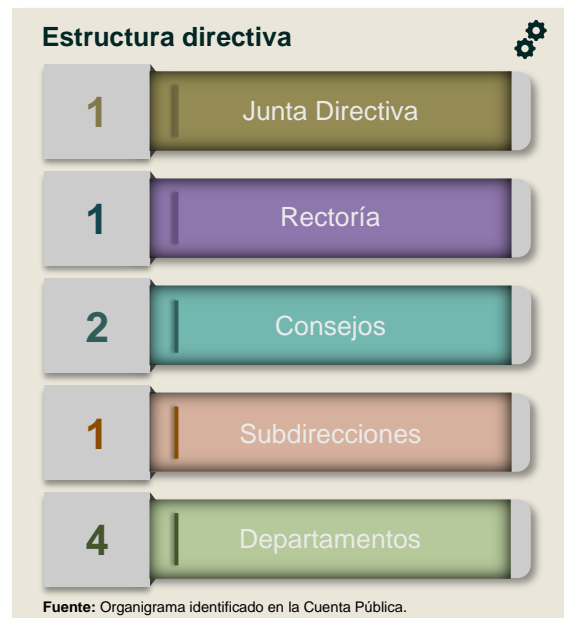 Estructura directiva
1 Junta Directiva
1 Rectoría
2 Consejos
1 Subdirecciones
4 Departamentos
Fuente: Organigrama identificado en la Cuenta Pública.